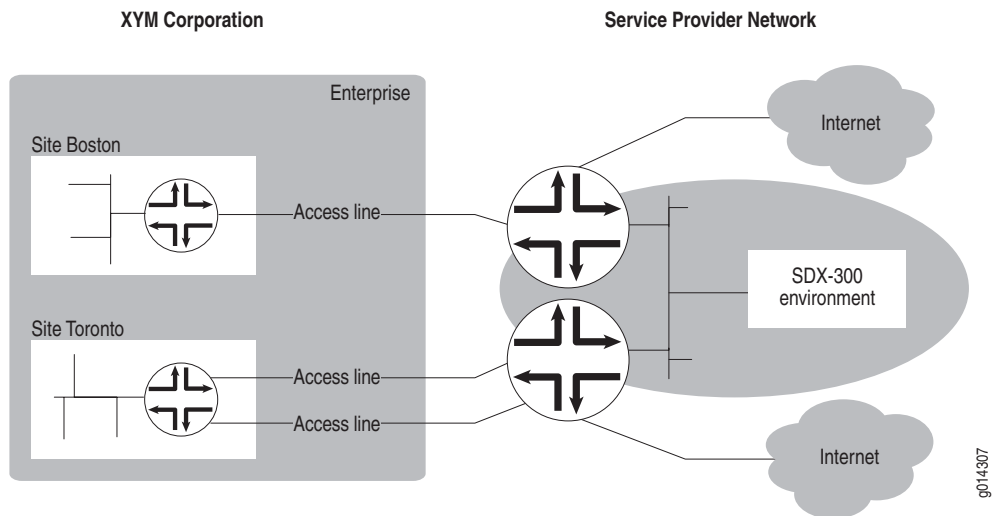 XYM Corporation
Service Provider Network
Enterprise
Internet
Site Boston
Access line
SDX-300
environment
Site Toronto
Access line
Access line
Internet
g014307